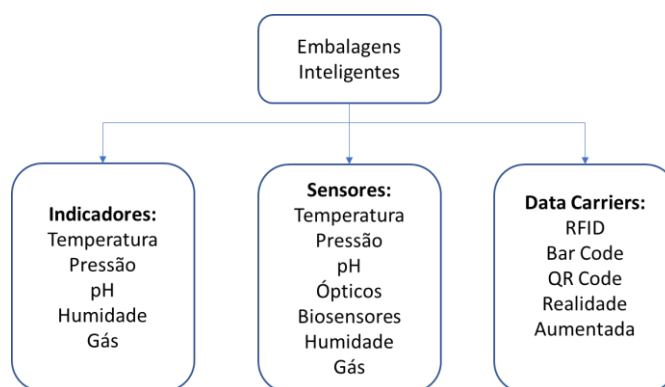 Embalagens
Inteligentes
Indicadores:
Temperatura
Pressão
pH
Humidade
Gás
Sensores:
Temperatura
Pressão
pH
Ópticos
Biosensores
Humidade
Gás
Data Carriers:
RFID
Bar Code
QR Code
Realidade
Aumentada